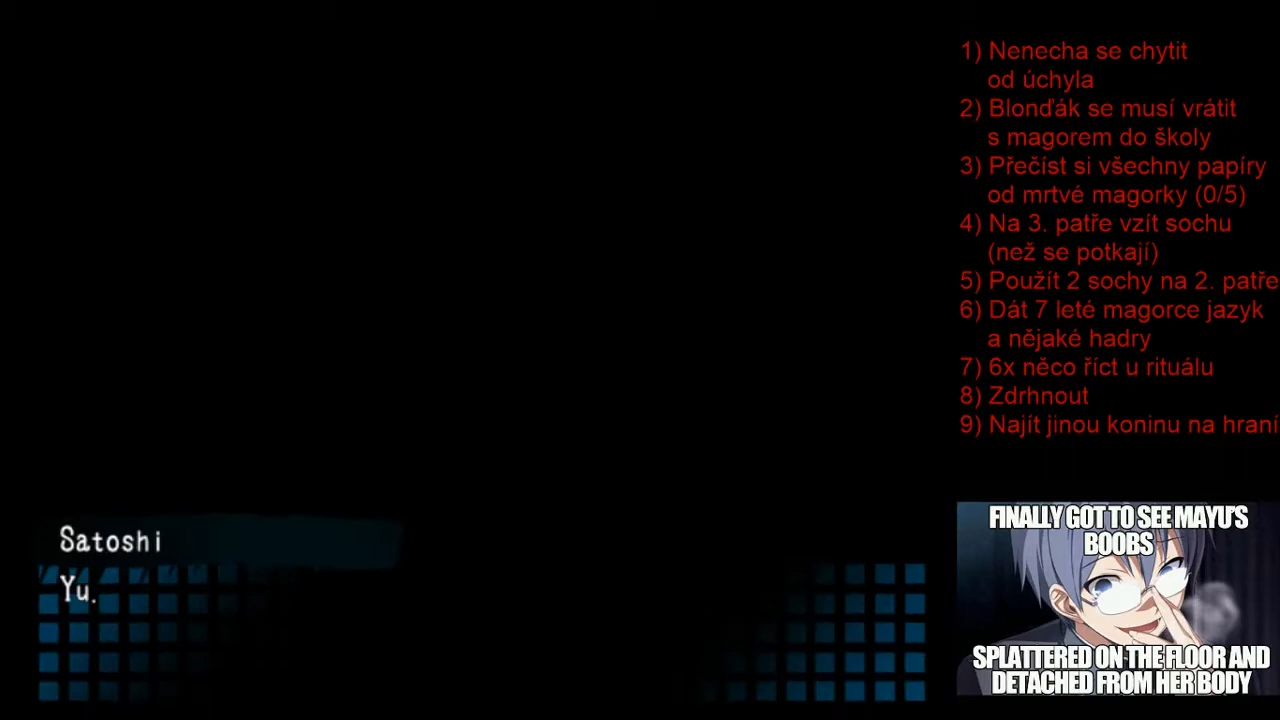 1) Nenecha se chytit
od úchyla
2) Blonďák se musí vrátit
s magorem do školy
3) Přečíst si všechny papíry
od mrtvé magorky (0/5)
4) Na 3. patře vzít sochu
(než se potkají)
5) Použít 2 sochy na 2. patře
6) Dát 7 leté magorce jazyk
a nějaké hadry
7) 6x něco říct u rituálu
8) Zdrhnout
9) Najít jinou koninu na hraní
Satoshi
Yu.
FINALLY GOT TO SEE MAYU'S
BOOBS
SPLATTERED ON THE FLOOR AND
DETACHED FROM HER BODY